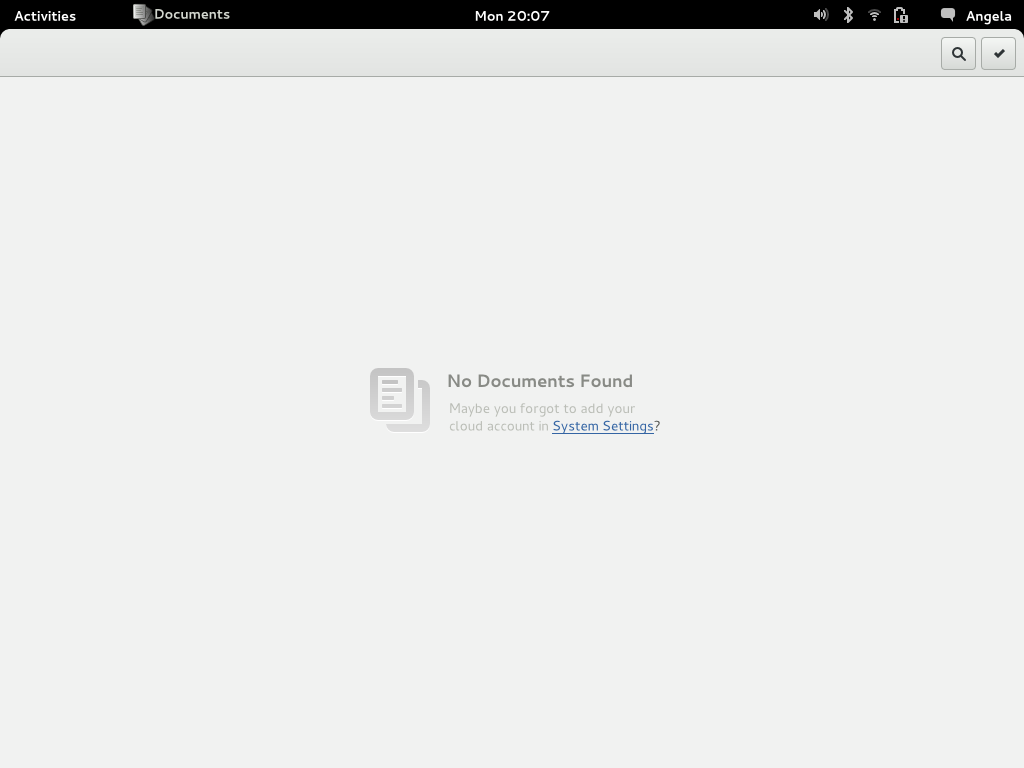 Activities Documents Mon 20:07 Angela
No Documents Found
Maybe you forgot to add your
cloud account in System Settings?